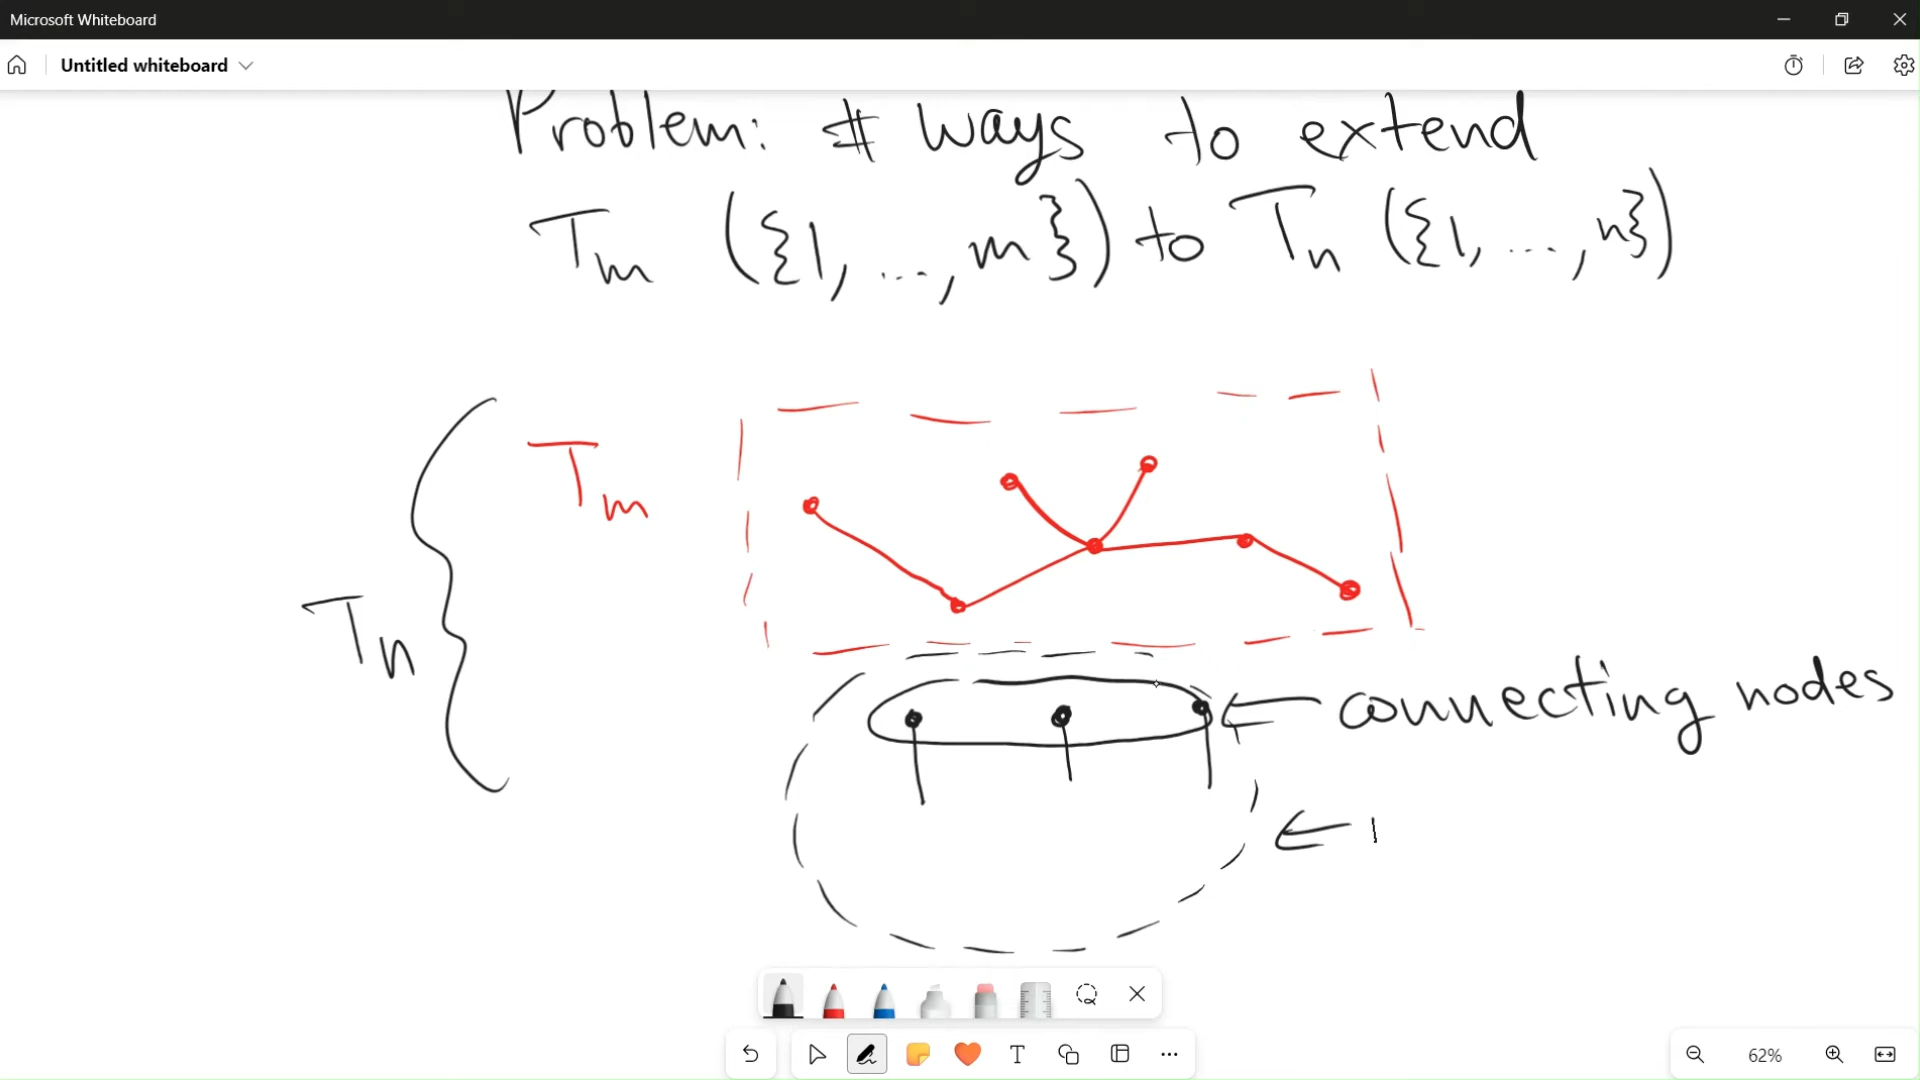 Microsoft Whiteboard
Untitled whiteboard
Problem: # ways to extend
Tm ({1, ..., m}) to Tn ({1, ..., n})
Tm
Tn
← connecting nodes
←
62%